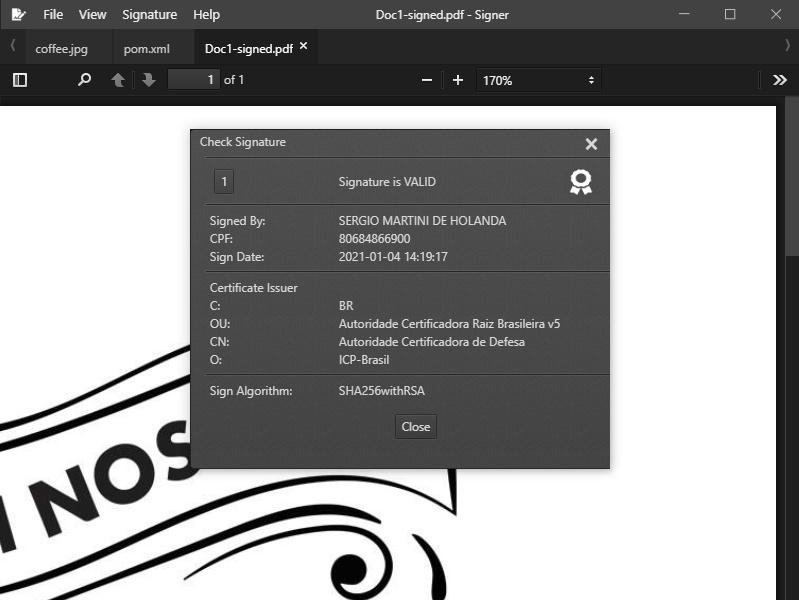 File View Signature Help Doc1-signed.pdf - Signer
coffee.jpg pom.xml Doc1-signed.pdf ×
1 of 1 170%
Check Signature
1 Signature is VALID
Signed By: SERGIO MARTINI DE HOLANDA
CPF: 80684866900
Sign Date: 2021-01-04 14:19:17
Certificate Issuer
C: BR
OU: Autoridade Certificadora Raiz Brasileira v5
CN: Autoridade Certificadora de Defesa
O: ICP-Brasil
Sign Algorithm: SHA256withRSA
Close
NOS